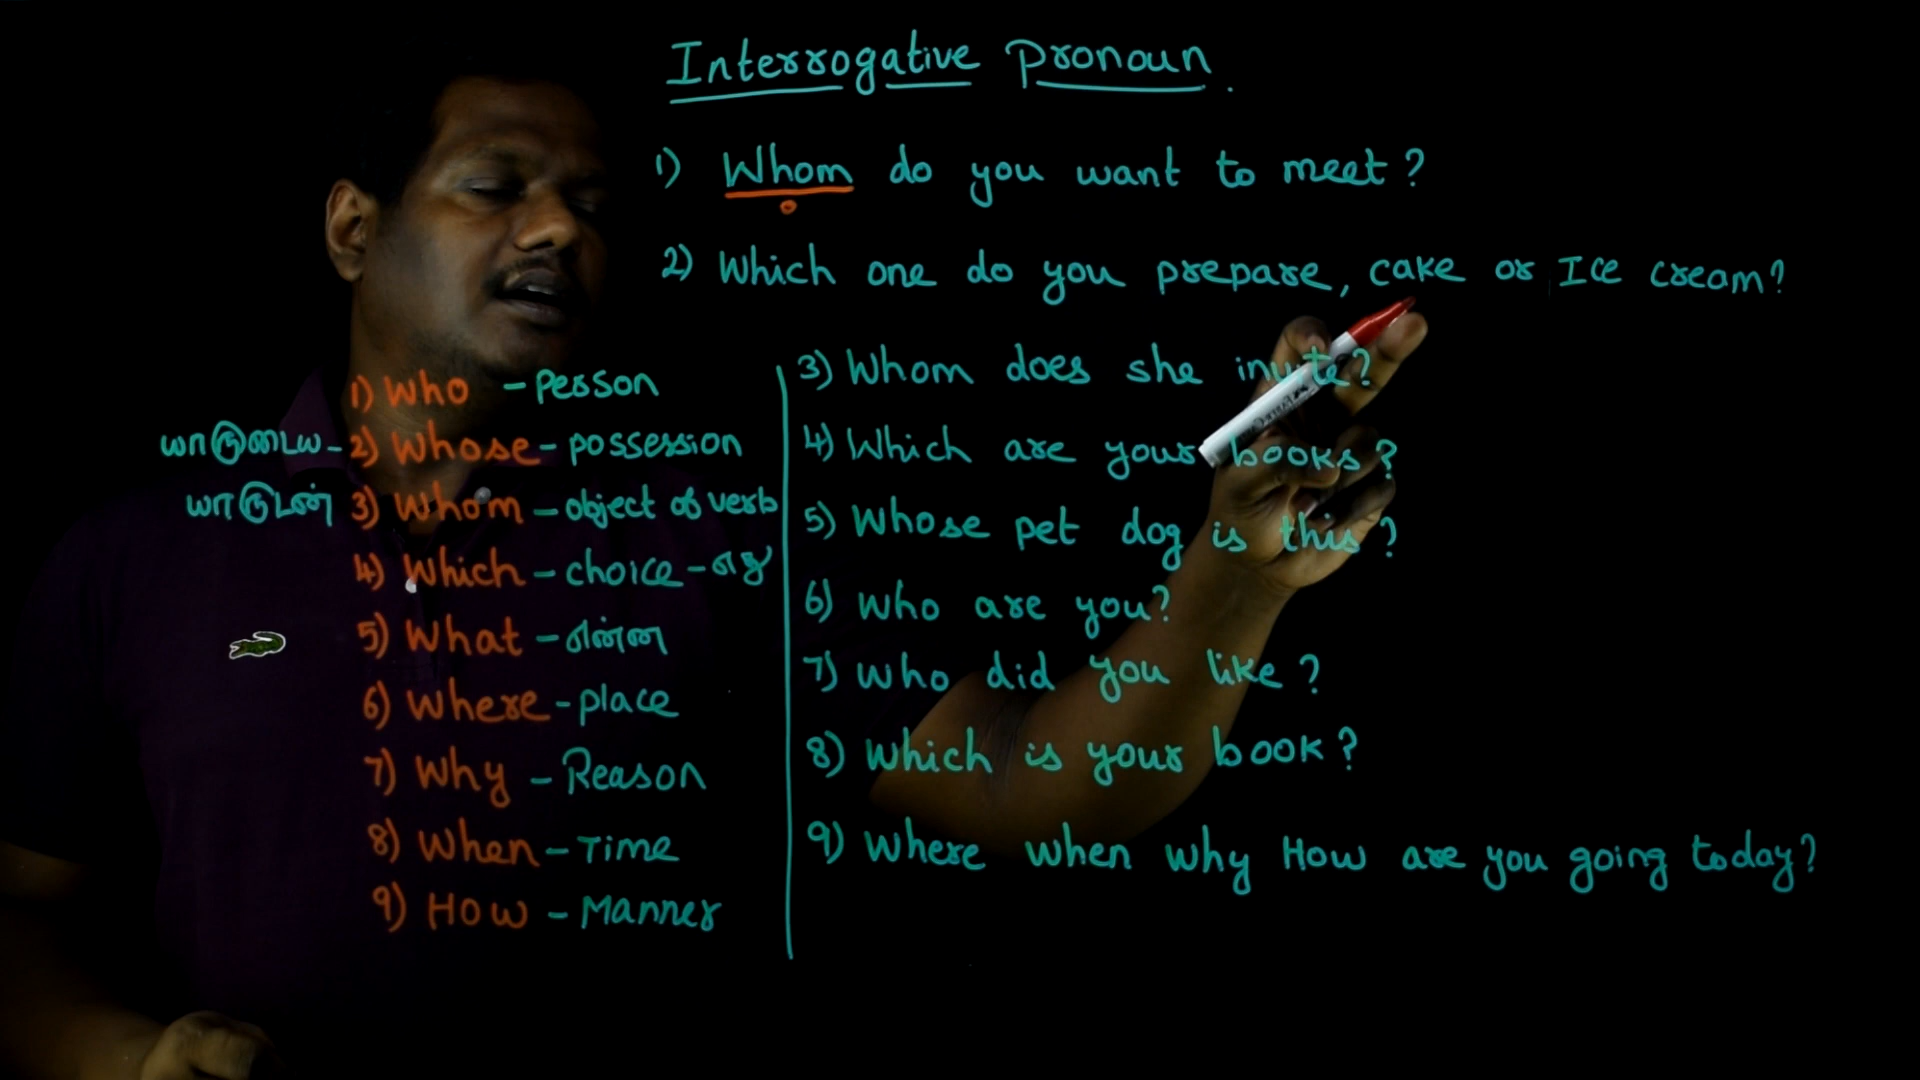 Interrogative Pronoun.
1) Whom do you want to meet?
2) Which one do you prepare, cake or Ice cream?
1) Who - Person
யாருடைய - 2) Whose - possession
யாருடன் 3) Whom - object of verb
4) Which - choice - எது
5) What - என்ன
6) Where - place
7) Why - Reason
8) When - Time
9) How - Manner
3) Whom does she invite?
4) Which are your books?
5) Whose pet dog is this?
6) Who are you?
7) Who did you like?
8) Which is your book?
9) Where when why How are you going today?